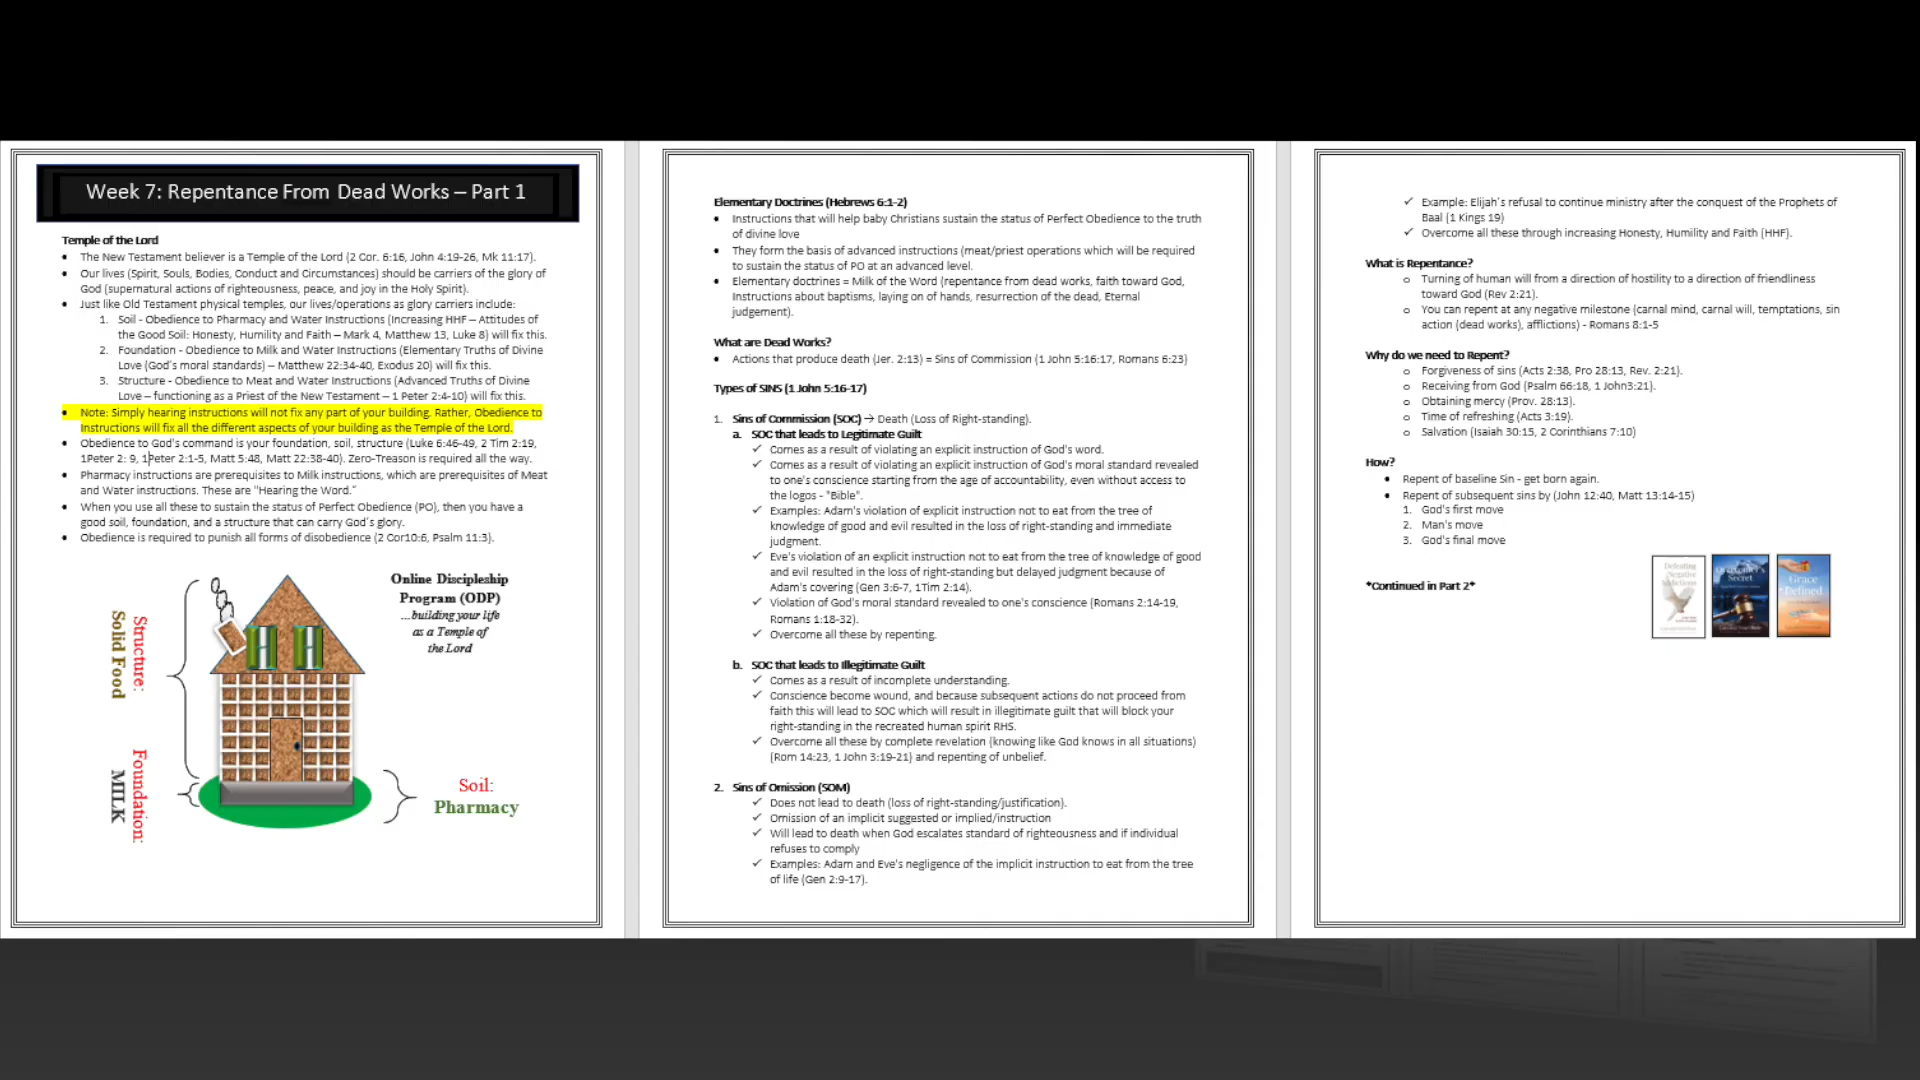 Week 7: Repentance From Dead Works – Part 1
Temple of the Lord
• The New Testament believer is a Temple of the Lord (2 Cor. 6:16, John 4:19-26, Mk 11:17).
• Our lives (Spirit, Souls, Bodies, Conduct and Circumstances) should be carriers of the glory of
God (supernatural actions of righteousness, peace, and joy in the Holy Spirit).
• Just like Old Testament physical temples, our lives/operations as glory carriers include:
1. Soil - Obedience to Pharmacy and Water Instructions (Increasing HHF – Attitudes of
the Good Soil: Honesty, Humility and Faith – Mark 4, Matthew 13, Luke 8) will fix this.
2. Foundation - Obedience to Milk and Water Instructions (Elementary Truths of Divine
Love (God's moral standards) – Matthew 22:34-40, Exodus 20) will fix this.
3. Structure - Obedience to Meat and Water Instructions (Advanced Truths of Divine
Love – functioning as a Priest of the New Testament – 1 Peter 2:4-10) will fix this.
• Note: Simply hearing instructions will not fix any part of your building. Rather, Obedience to
Instructions will fix all the different aspects of your building as the Temple of the Lord.
• Obedience to God's command is your foundation, soil, structure (Luke 6:46-49, 2 Tim 2:19,
1Peter 2: 9, 1Peter 2:1-5, Matt 5:48, Matt 22:38-40). Zero-Treason is required all the way.
• Pharmacy instructions are prerequisites to Milk instructions, which are prerequisites of Meat
and Water instructions. These are "Hearing the Word."
• When you use all these to sustain the status of Perfect Obedience (PO), then you have a
good soil, foundation, and a structure that can carry God's glory.
• Obedience is required to punish all forms of disobedience (2 Cor10:6, Psalm 11:3).
Online Discipleship
Program (ODP)
...building your life
as a Temple of
the Lord
Structure:
Solid Food
Foundation:
MILK
Soil:
Pharmacy
Elementary Doctrines (Hebrews 6:1-2)
• Instructions that will help baby Christians sustain the status of Perfect Obedience to the truth
of divine love
• They form the basis of advanced instructions (meat/priest operations which will be required
to sustain the status of PO at an advanced level.
• Elementary doctrines = Milk of the Word (repentance from dead works, faith toward God,
Instructions about baptisms, laying on of hands, resurrection of the dead, Eternal
judgement).
What are Dead Works?
• Actions that produce death (Jer. 2:13) = Sins of Commission (1 John 5:16:17, Romans 6:23)
Types of SINS (1 John 5:16-17)
1. Sins of Commission (SOC) → Death (Loss of Right-standing).
a. SOC that leads to Legitimate Guilt
✓ Comes as a result of violating an explicit instruction of God's word.
✓ Comes as a result of violating an explicit instruction of God's moral standard revealed
to one's conscience starting from the age of accountability, even without access to
the logos - "Bible".
✓ Examples: Adam's violation of explicit instruction not to eat from the tree of
knowledge of good and evil resulted in the loss of right-standing and immediate
judgment.
✓ Eve's violation of an explicit instruction not to eat from the tree of knowledge of good
and evil resulted in the loss of right-standing but delayed judgment because of
Adam's covering (Gen 3:6-7, 1Tim 2:14).
✓ Violation of God's moral standard revealed to one's conscience (Romans 2:14-19,
Romans 1:18-32).
✓ Overcome all these by repenting.
b. SOC that leads to Illegitimate Guilt
✓ Comes as a result of incomplete understanding.
✓ Conscience become wound, and because subsequent actions do not proceed from
faith this will lead to SOC which will result in illegitimate guilt that will block your
right-standing in the recreated human spirit RHS.
✓ Overcome all these by complete revelation (knowing like God knows in all situations)
(Rom 14:23, 1 John 3:19-21) and repenting of unbelief.
2. Sins of Omission (SOM)
✓ Does not lead to death (loss of right-standing/justification).
✓ Omission of an implicit suggested or implied/instruction
✓ Will lead to death when God escalates standard of righteousness and if individual
refuses to comply
✓ Examples: Adam and Eve's negligence of the implicit instruction to eat from the tree
of life (Gen 2:9-17).
✓ Example: Elijah's refusal to continue ministry after the conquest of the Prophets of
Baal (1 Kings 19)
✓ Overcome all these through increasing Honesty, Humility and Faith (HHF).
What is Repentance?
o Turning of human will from a direction of hostility to a direction of friendliness
toward God (Rev 2:21).
o You can repent at any negative milestone (carnal mind, carnal will, temptations, sin
action (dead works), afflictions) - Romans 8:1-5
Why do we need to Repent?
o Forgiveness of sins (Acts 2:38, Pro 28:13, Rev. 2:21).
o Receiving from God (Psalm 66:18, 1 John3:21).
o Obtaining mercy (Prov. 28:13).
o Time of refreshing (Acts 3:19).
o Salvation (Isaiah 30:15, 2 Corinthians 7:10)
How?
• Repent of baseline Sin - get born again.
• Repent of subsequent sins by (John 12:40, Matt 13:14-15)
1. God's first move
2. Man's move
3. God's final move
*Continued in Part 2*
Defeating
Negative
Addictions
Overcomer's
Secret
Grace
Defined